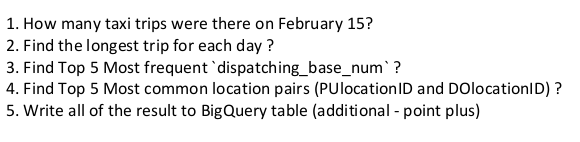 1. How many taxi trips were there on February 15?
2. Find the longest trip for each day ?
3. Find Top 5 Most frequent `dispatching_base_num` ?
4. Find Top 5 Most common location pairs (PUlocationID and DOlocationID) ?
5. Write all of the result to BigQuery table (additional - point plus)